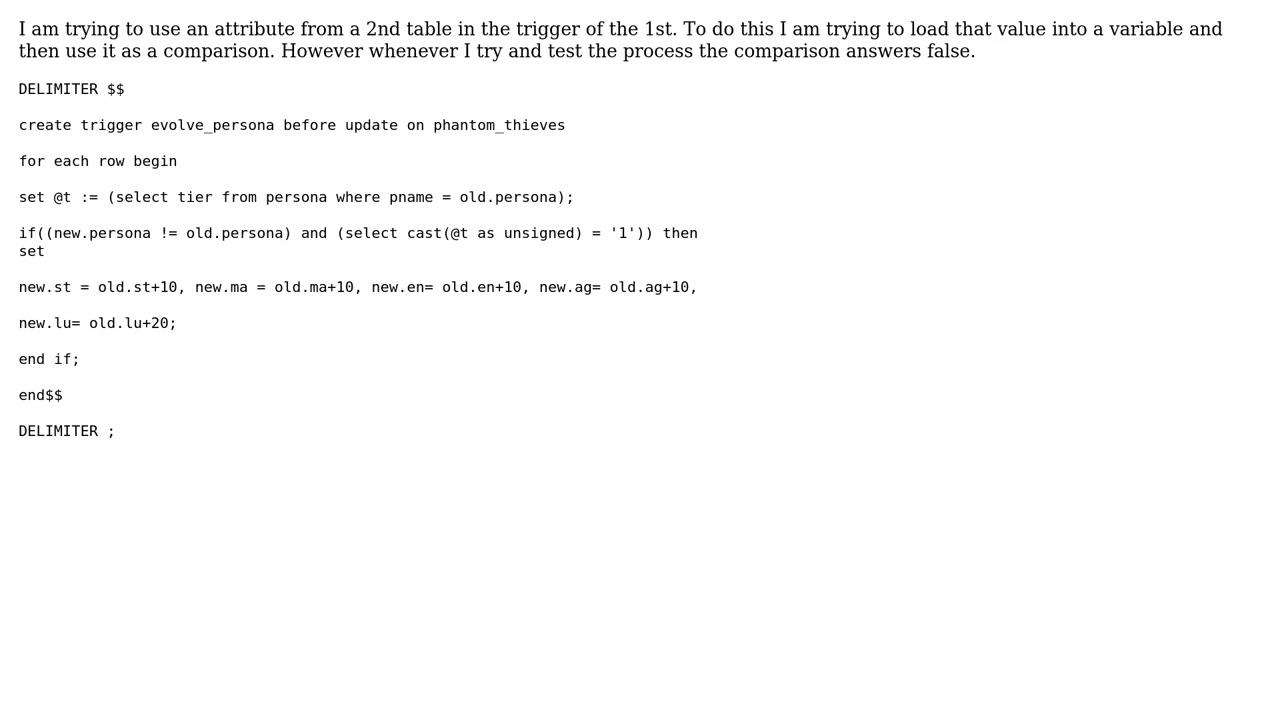 I am trying to use an attribute from a 2nd table in the trigger of the 1st. To do this I am trying to load that value into a variable and
then use it as a comparison. However whenever I try and test the process the comparison answers false.
DELIMITER $$
create trigger evolve_persona before update on phantom_thieves
for each row begin
set @t := (select tier from persona where pname = old.persona);
if((new.persona != old.persona) and (select cast(@t as unsigned) = '1')) then
set
new.st = old.st+10, new.ma = old.ma+10, new.en= old.en+10, new.ag= old.ag+10,
new.lu= old.lu+20;
end if;
end$$
DELIMITER ;